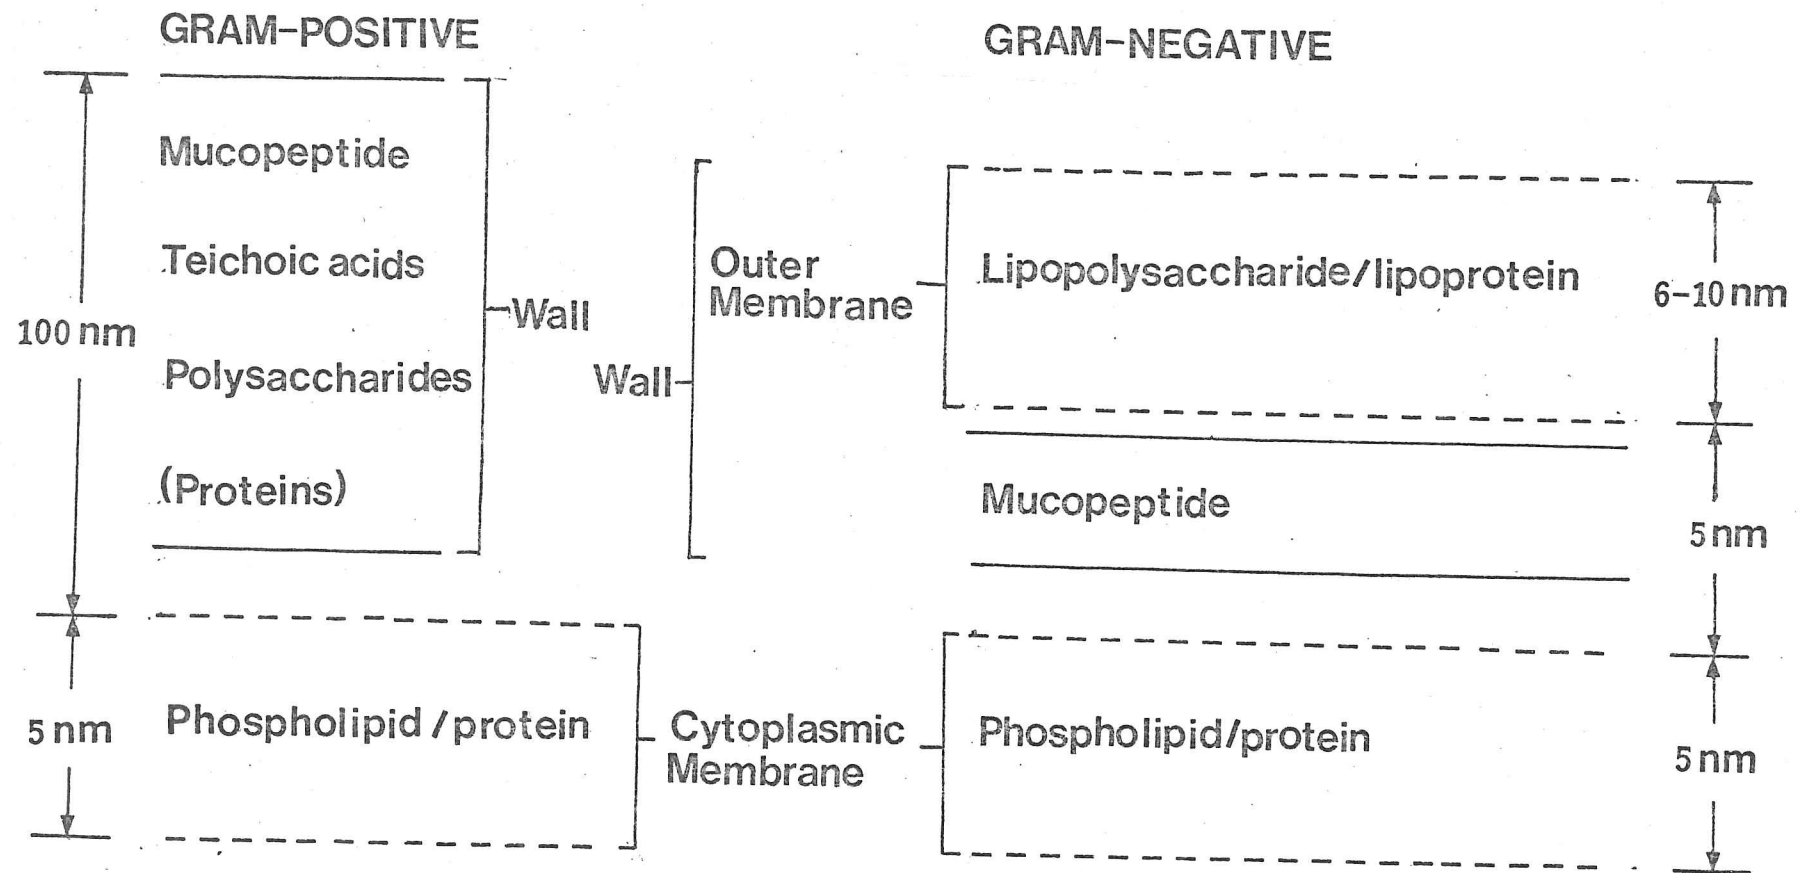 GRAM-POSITIVE
Mucopeptide
Teichoic acids
Polysaccharides
(Proteins)
Wall
100 nm
Phospholipid/protein
5 nm
Cytoplasmic
Membrane
GRAM-NEGATIVE
Wall
Outer
Membrane
Lipopolysaccharide/lipoprotein
6-10 nm
Mucopeptide
5 nm
Phospholipid/protein
5 nm